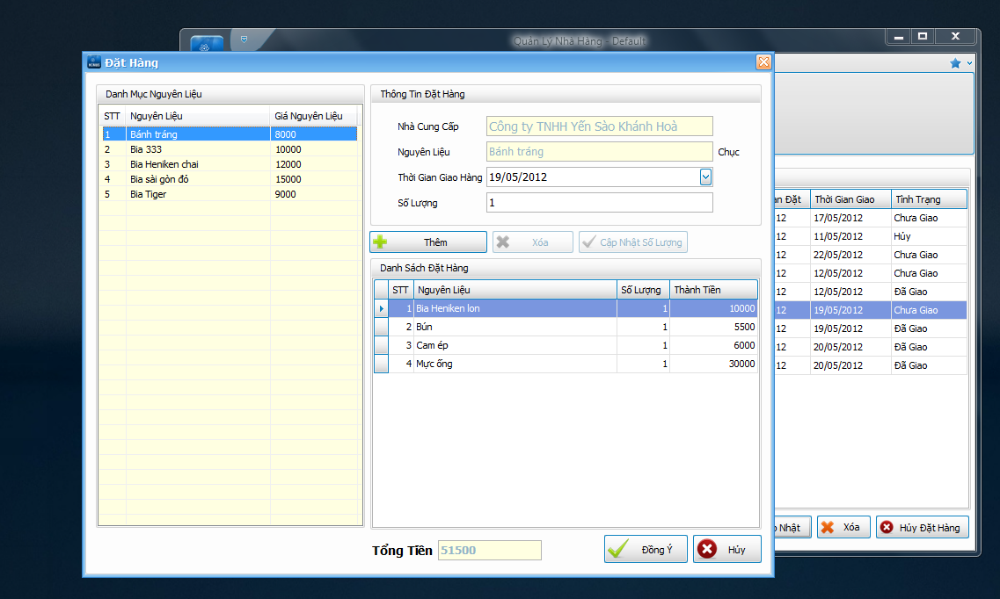 Quản Lý Nhà Hàng - Default
Đặt Hàng
Danh Mục Nguyên Liệu
STT Nguyên Liệu Giá Nguyên Liệu
1 Bánh tráng 8000
2 Bia 333 10000
3 Bia Heniken chai 12000
4 Bia sài gòn đỏ 15000
5 Bia Tiger 9000
Thông Tin Đặt Hàng
Nhà Cung Cấp Công ty TNHH Yến Sào Khánh Hoà
Nguyên Liệu Bánh tráng Chục
Thời Gian Giao Hàng 19/05/2012
Số Lượng 1
Thêm Xóa Cập Nhật Số Lượng
Danh Sách Đặt Hàng
STT Nguyên Liệu Số Lượng Thành Tiền
1 Bia Heniken lon 1 10000
2 Bún 1 5500
3 Cam ép 1 6000
4 Mực ống 1 30000
Tổng Tiền 51500
Đồng Ý Hủy
an Đặt Thời Gian Giao Tình Trạng
12 17/05/2012 Chưa Giao
12 11/05/2012 Hủy
12 22/05/2012 Chưa Giao
12 12/05/2012 Chưa Giao
12 12/05/2012 Đã Giao
12 19/05/2012 Chưa Giao
12 19/05/2012 Đã Giao
12 20/05/2012 Đã Giao
12 20/05/2012 Đã Giao
Nhật Xóa Hủy Đặt Hàng